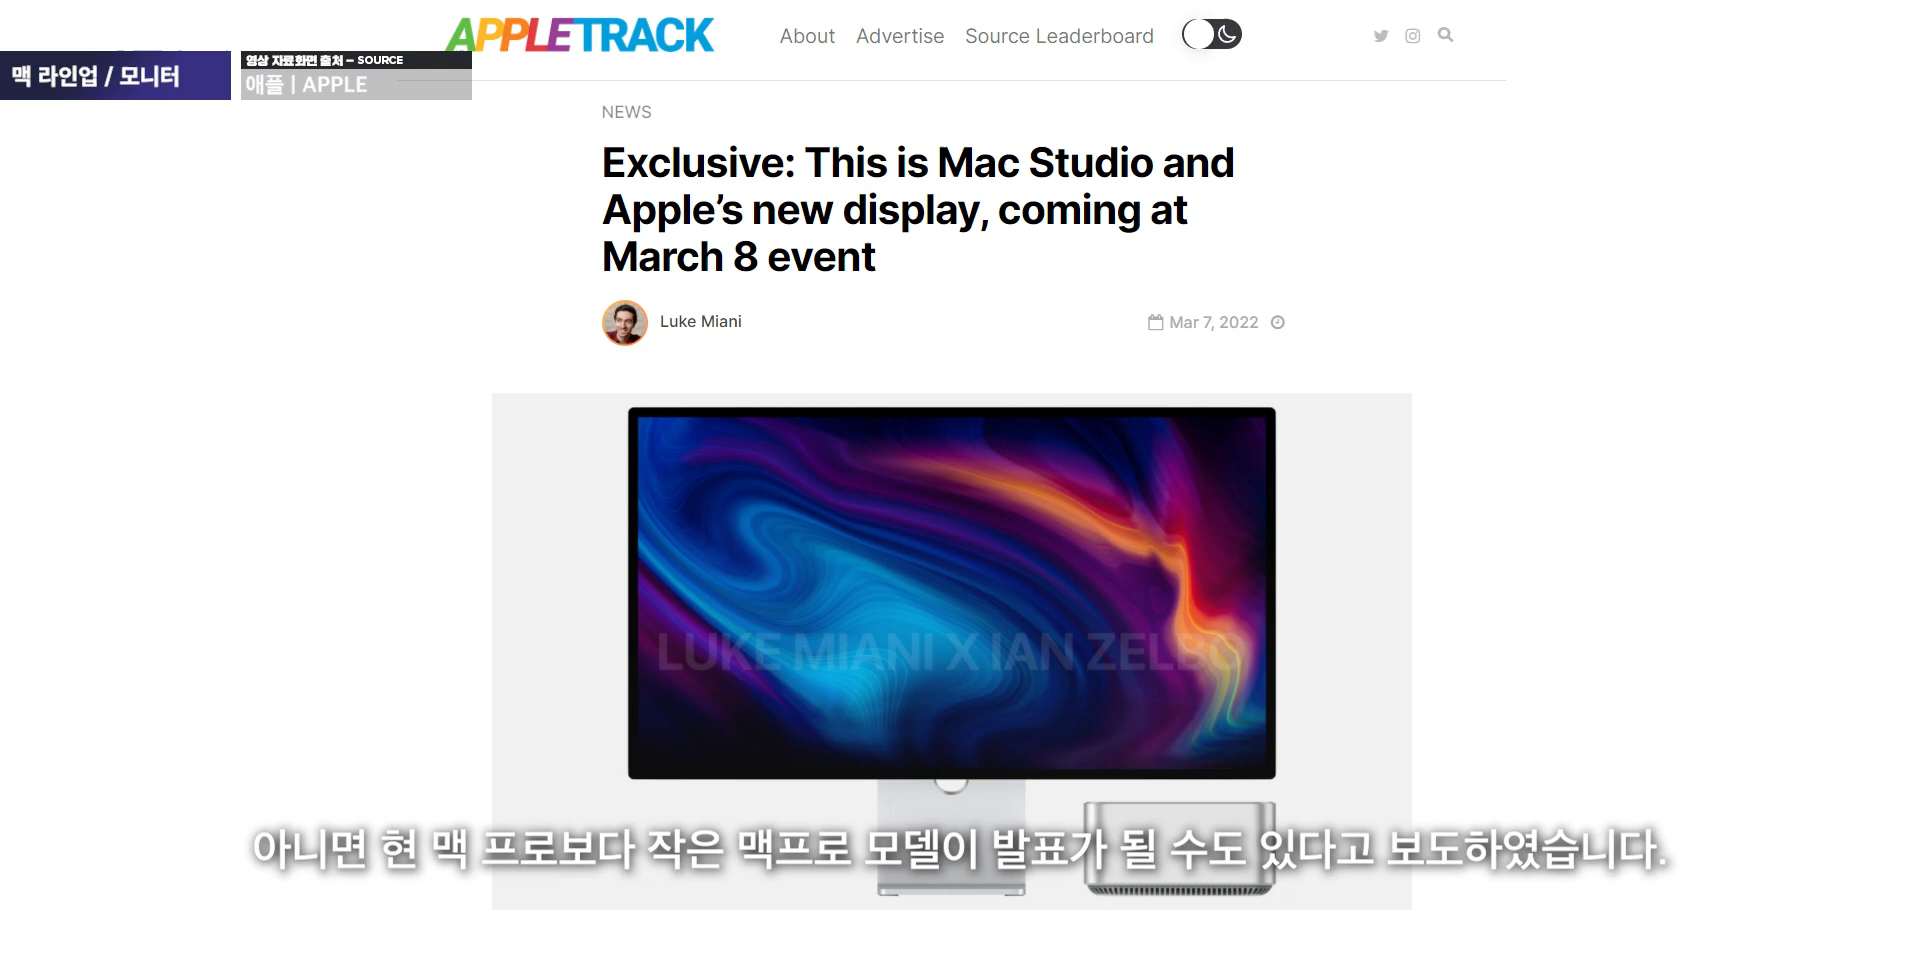 APPLETRACK
About Advertise Source Leaderboard
맥 라인업 / 모니터
영상 자료화면 출처 – SOURCE
애플 | APPLE
NEWS
Exclusive: This is Mac Studio and
Apple’s new display, coming at
March 8 event
Luke Miani
Mar 7, 2022
LUKE MIANI X IAN ZELBO
아니면 현 맥 프로보다 작은 맥프로 모델이 발표가 될 수도 있다고 보도하였습니다.